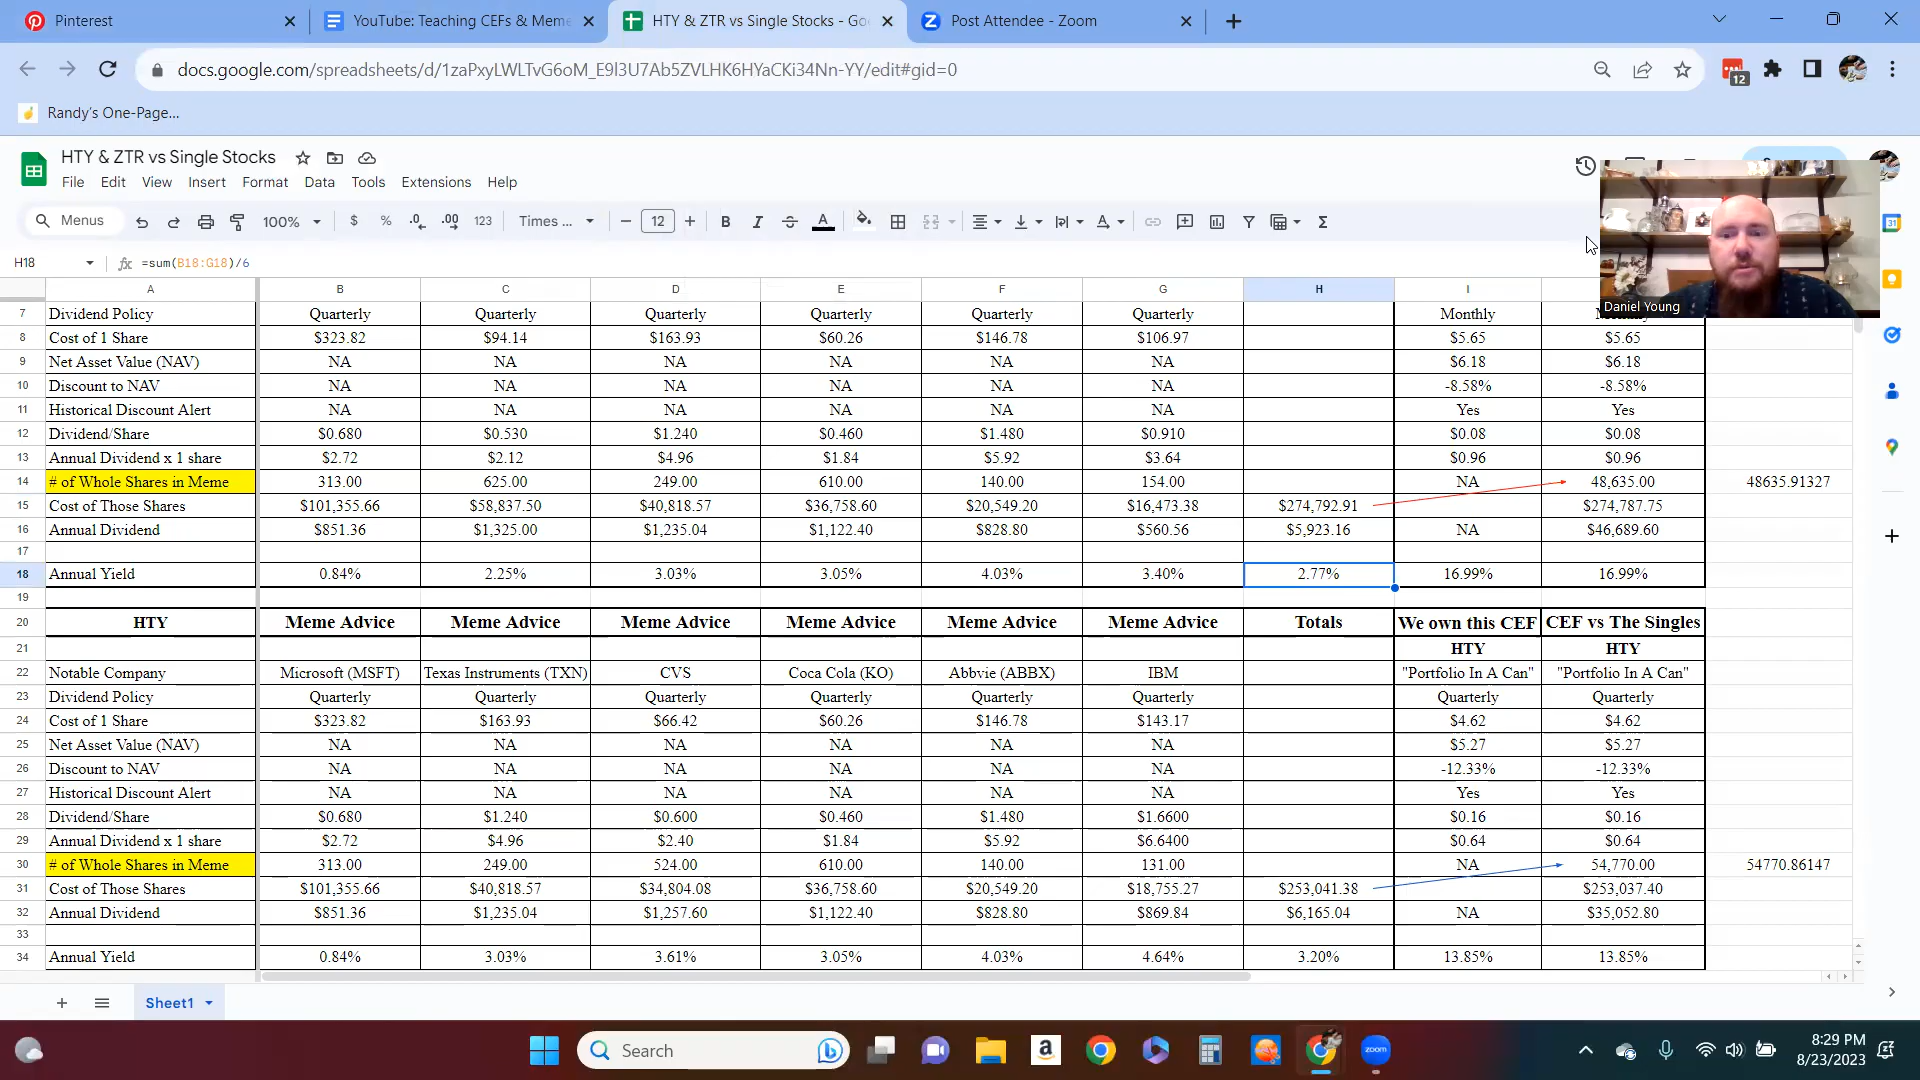 Pinterest
YouTube: Teaching CEFs & Meme
HTY & ZTR vs Single Stocks - Goo
Post Attendee - Zoom
docs.google.com/spreadsheets/d/1zaPxyLWLTvG6oM_E9l3U7Ab5ZVLHK6HYaCKi34Nn-YY/edit#gid=0
12
Randy's One-Page...
HTY & ZTR vs Single Stocks
File Edit View Insert Format Data Tools Extensions Help
Menus 100% $ % .0 .00 123 Times ... 12 B I A
Daniel Young
31
H18 fx =sum(B18:G18)/6
A B C D E F G H I
7 Dividend Policy Quarterly Quarterly Quarterly Quarterly Quarterly Quarterly Monthly
8 Cost of 1 Share $323.82 $94.14 $163.93 $60.26 $146.78 $106.97 $5.65 $5.65
9 Net Asset Value (NAV) NA NA NA NA NA NA $6.18 $6.18
10 Discount to NAV NA NA NA NA NA NA -8.58% -8.58%
11 Historical Discount Alert NA NA NA NA NA NA Yes Yes
12 Dividend/Share $0.680 $0.530 $1.240 $0.460 $1.480 $0.910 $0.08 $0.08
13 Annual Dividend x 1 share $2.72 $2.12 $4.96 $1.84 $5.92 $3.64 $0.96 $0.96
14 # of Whole Shares in Meme 313.00 625.00 249.00 610.00 140.00 154.00 NA 48,635.00 48635.91327
15 Cost of Those Shares $101,355.66 $58,837.50 $40,818.57 $36,758.60 $20,549.20 $16,473.38 $274,792.91 $274,787.75
16 Annual Dividend $851.36 $1,325.00 $1,235.04 $1,122.40 $828.80 $560.56 $5,923.16 NA $46,689.60
17
18 Annual Yield 0.84% 2.25% 3.03% 3.05% 4.03% 3.40% 2.77% 16.99% 16.99%
19
20 HTY Meme Advice Meme Advice Meme Advice Meme Advice Meme Advice Meme Advice Totals We own this CEF CEF vs The Singles
21 HTY HTY
22 Notable Company Microsoft (MSFT) Texas Instruments (TXN) CVS Coca Cola (KO) Abbvie (ABBX) IBM "Portfolio In A Can" "Portfolio In A Can"
23 Dividend Policy Quarterly Quarterly Quarterly Quarterly Quarterly Quarterly Quarterly Quarterly
24 Cost of 1 Share $323.82 $163.93 $66.42 $60.26 $146.78 $143.17 $4.62 $4.62
25 Net Asset Value (NAV) NA NA NA NA NA NA $5.27 $5.27
26 Discount to NAV NA NA NA NA NA NA -12.33% -12.33%
27 Historical Discount Alert NA NA NA NA NA NA Yes Yes
28 Dividend/Share $0.680 $1.240 $0.600 $0.460 $1.480 $1.6600 $0.16 $0.16
29 Annual Dividend x 1 share $2.72 $4.96 $2.40 $1.84 $5.92 $6.6400 $0.64 $0.64
30 # of Whole Shares in Meme 313.00 249.00 524.00 610.00 140.00 131.00 NA 54,770.00 54770.86147
31 Cost of Those Shares $101,355.66 $40,818.57 $34,804.08 $36,758.60 $20,549.20 $18,755.27 $253,041.38 $253,037.40
32 Annual Dividend $851.36 $1,235.04 $1,257.60 $1,122.40 $828.80 $869.84 $6,165.04 NA $35,052.80
33
34 Annual Yield 0.84% 3.03% 3.61% 3.05% 4.03% 4.64% 3.20% 13.85% 13.85%
Sheet1
Search
a
zoom
8:29 PM
8/23/2023